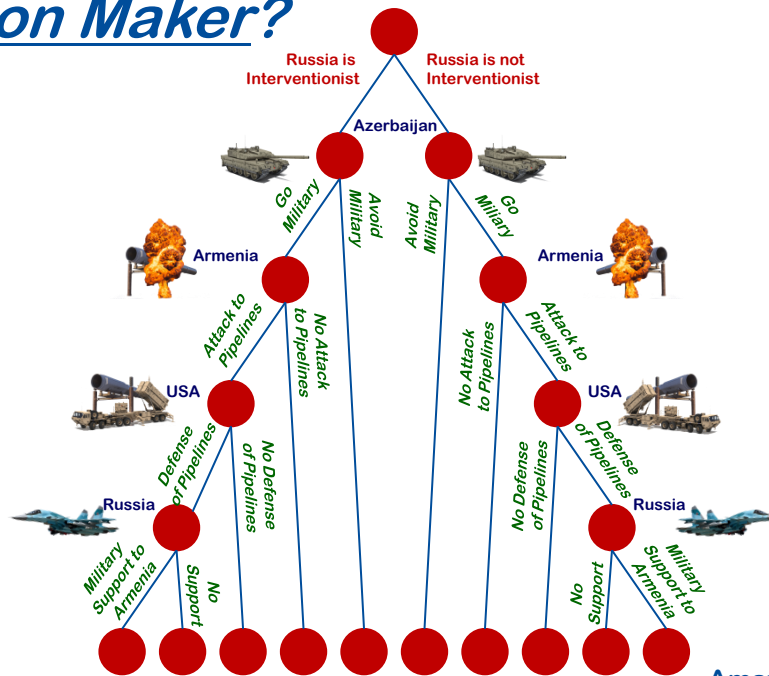 on Maker?
Russia is
Interventionist
Russia is not
Interventionist
Azerbaijan
Go
Military
Avoid
Military
Avoid
Military
Go
Miliary
Armenia
Armenia
Attack to
Pipelines
No Attack
to Pipelines
No Attack
to Pipelines
Attack to
Pipelines
USA
USA
Defense
of Pipelines
No Defense
of Pipelines
No Defense
of Pipelines
Defense
of Pipelines
Russia
Russia
Military
Support to
Armenia
No
Support
No
Support
Military
Support to
Armenia